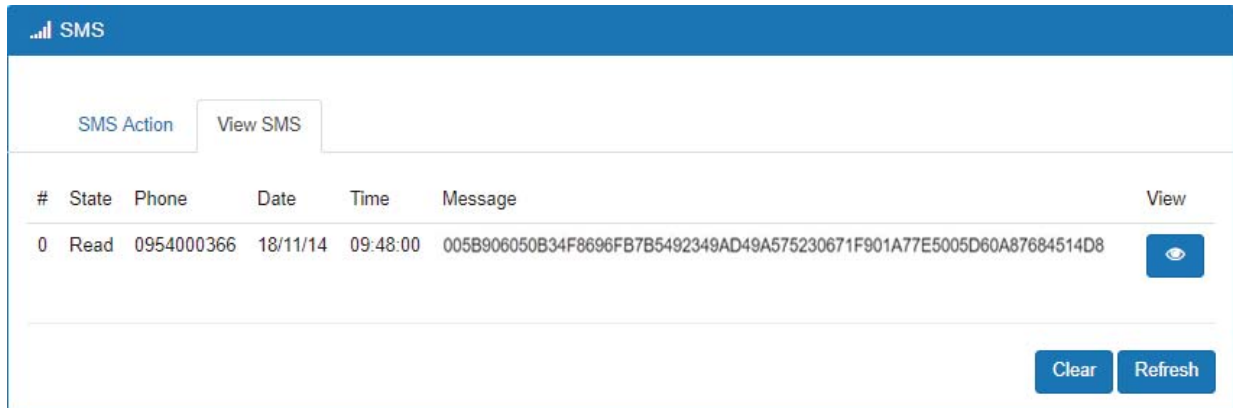 SMS
SMS Action View SMS
# State Phone Date Time Message View
0 Read 0954000366 18/11/14 09:48:00 005B906050B34F8696FB7B5492349AD49A575230671F901A77E5005D60A87684514D8
Clear Refresh